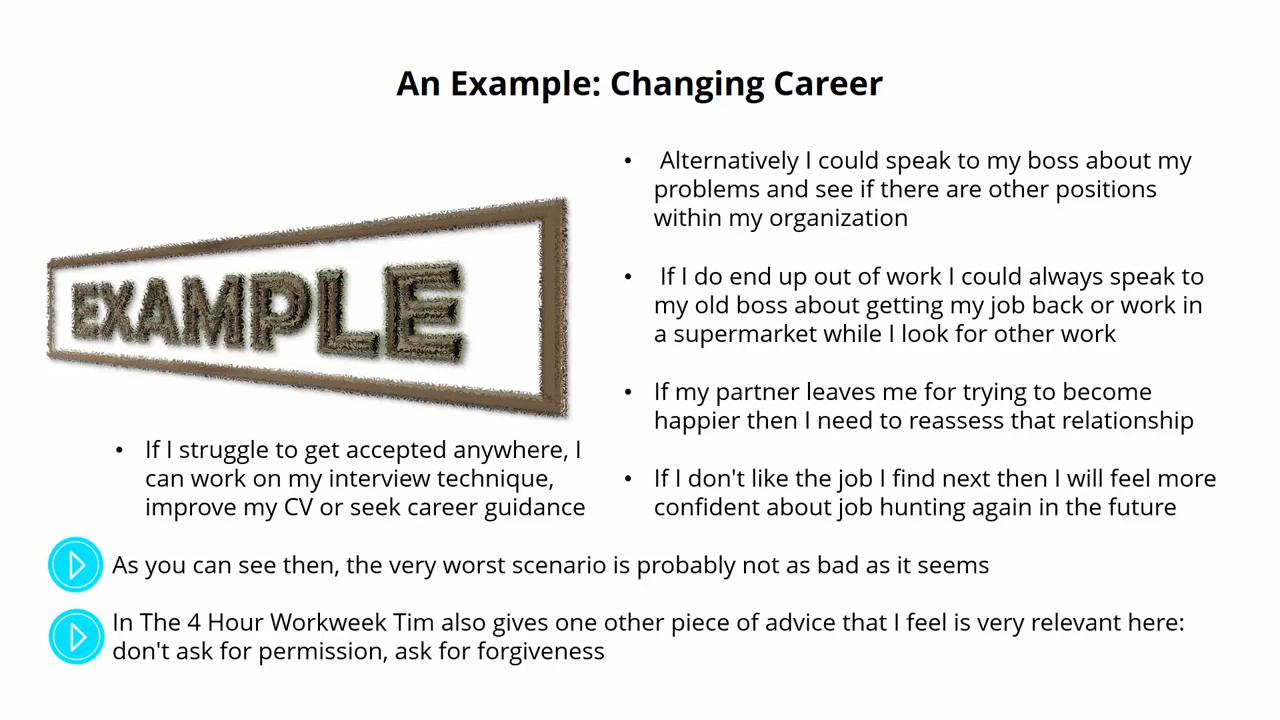 An Example: Changing Career
EXAMPLE
• If I struggle to get accepted anywhere, I
can work on my interview technique,
improve my CV or seek career guidance
• Alternatively I could speak to my boss about my
problems and see if there are other positions
within my organization
• If I do end up out of work I could always speak to
my old boss about getting my job back or work in
a supermarket while I look for other work
• If my partner leaves me for trying to become
happier then I need to reassess that relationship
• If I don't like the job I find next then I will feel more
confident about job hunting again in the future
As you can see then, the very worst scenario is probably not as bad as it seems
In The 4 Hour Workweek Tim also gives one other piece of advice that I feel is very relevant here:
don't ask for permission, ask for forgiveness